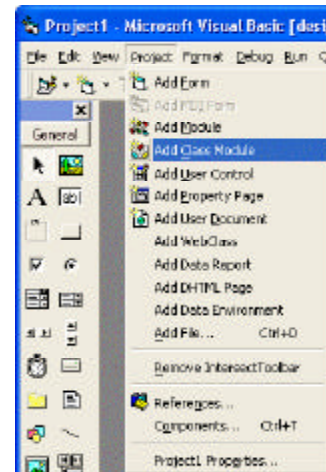 Project1 - Microsoft Visual Basic [desi
File Edit View Project Format Debug Run
General
Add Form
Add MDI Form
Add Module
Add Class Module
Add User Control
Add Property Page
Add User Document
Add WebClass
Add Data Report
Add DHTML Page
Add Data Environment
Add File... Ctrl+D
Remove IntersectToolbar
References...
Components... Ctrl+T
Project1 Properties...
A ab